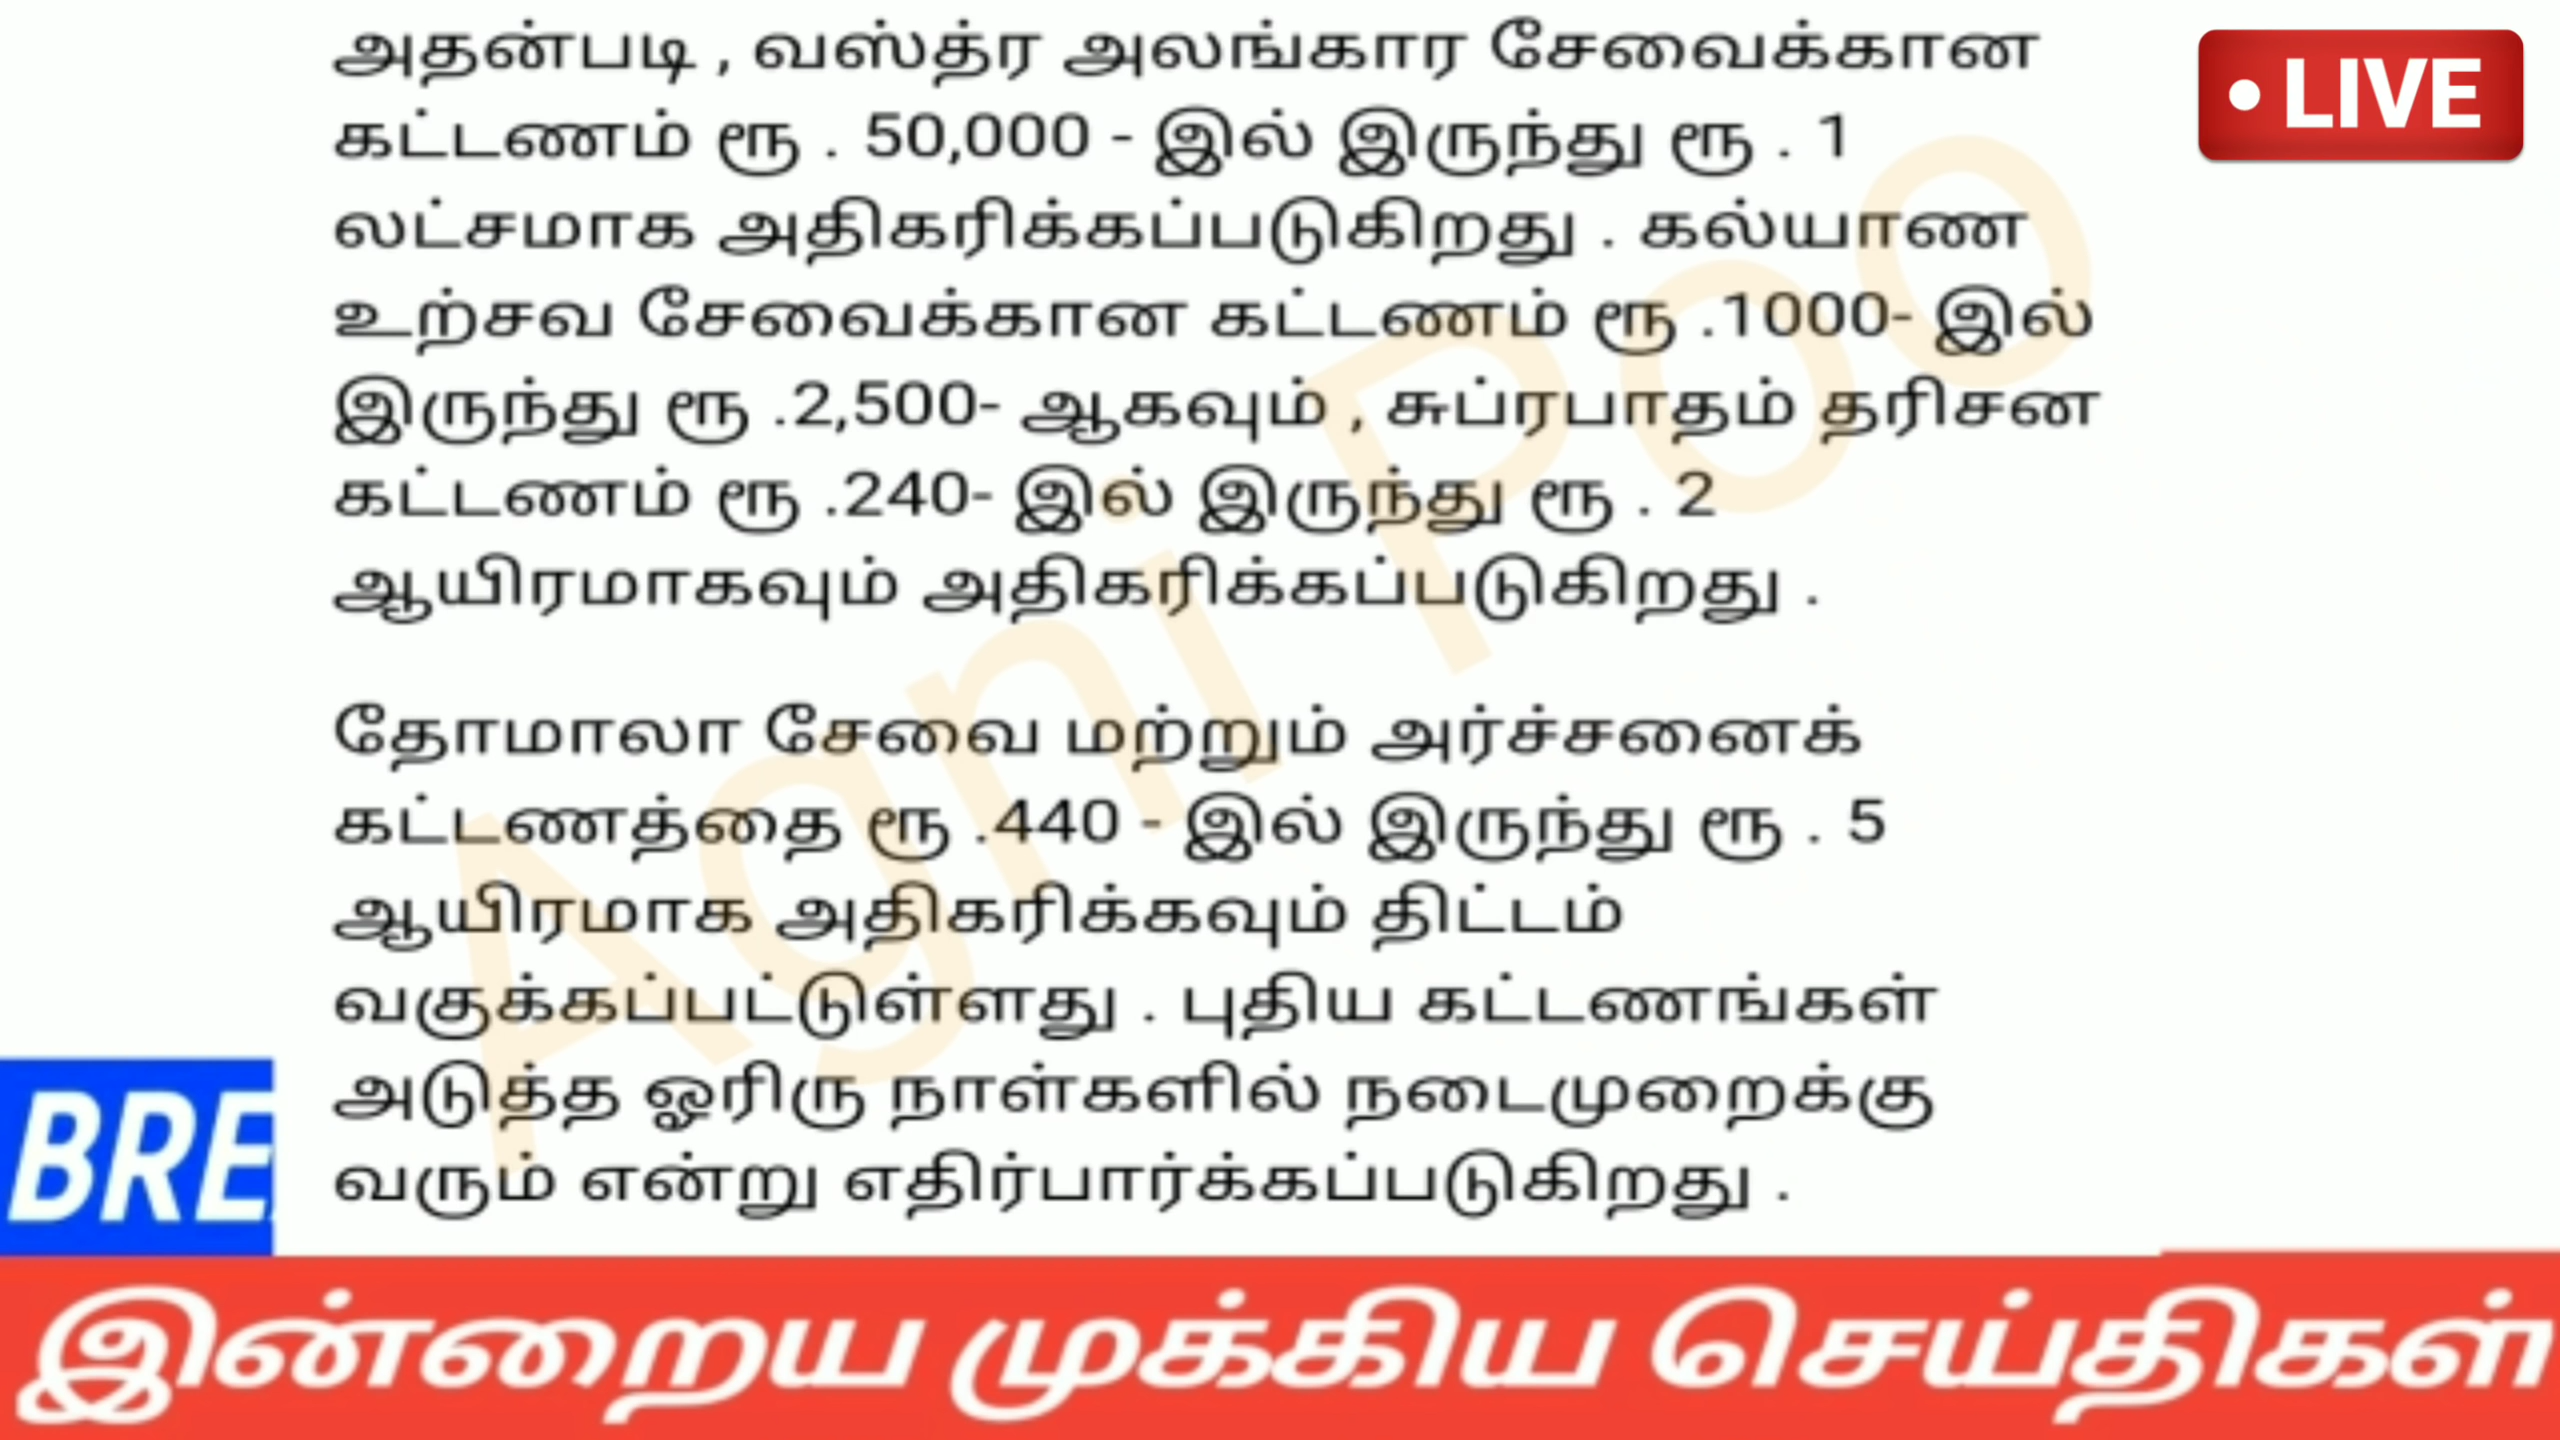 அதன்படி , வஸ்த்ர அலங்கார சேவைக்கான
கட்டணம் ரூ . 50,000 - இல் இருந்து ரூ . 1
லட்சமாக அதிகரிக்கப்படுகிறது . கல்யாண
உற்சவ சேவைக்கான கட்டணம் ரூ .1000- இல்
இருந்து ரூ .2,500- ஆகவும் , சுப்ரபாதம் தரிசன
கட்டணம் ரூ .240- இல் இருந்து ரூ . 2
ஆயிரமாகவும் அதிகரிக்கப்படுகிறது .
தோமாலா சேவை மற்றும் அர்ச்சனைக்
கட்டணத்தை ரூ .440 - இல் இருந்து ரூ . 5
ஆயிரமாக அதிகரிக்கவும் திட்டம்
வகுக்கப்பட்டுள்ளது . புதிய கட்டணங்கள்
அடுத்த ஓரிரு நாள்களில் நடைமுறைக்கு
வரும் என்று எதிர்பார்க்கப்படுகிறது .
• LIVE
Agni Poo
BRE
இன்றைய முக்கிய செய்திகள்